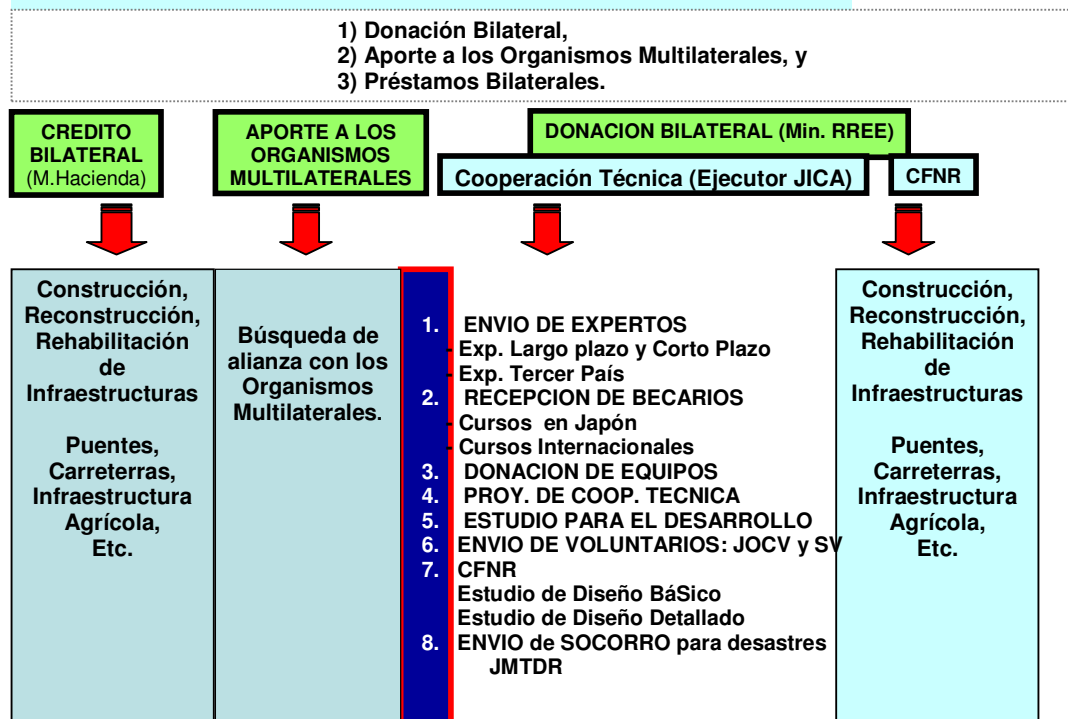 1) Donación Bilateral,
2) Aporte a los Organismos Multilaterales, y
3) Préstamos Bilaterales.
CREDITO
BILATERAL
(M.Hacienda)
APORTE A LOS
ORGANISMOS
MULTILATERALES
DONACION BILATERAL (Min. RREE)
Cooperación Técnica (Ejecutor JICA)
CFNR
Construcción,
Reconstrucción,
Rehabilitación
de
Infraestructuras
Puentes,
Carreterras,
Infraestructura
Agrícola,
Etc.
Búsqueda de
alianza con los
Organismos
Multilaterales.
1. ENVIO DE EXPERTOS
- Exp. Largo plazo y Corto Plazo
- Exp. Tercer País
2. RECEPCION DE BECARIOS
- Cursos en Japón
- Cursos Internacionales
3. DONACION DE EQUIPOS
4. PROY. DE COOP. TECNICA
5. ESTUDIO PARA EL DESARROLLO
6. ENVIO DE VOLUNTARIOS: JOCV y SV
7. CFNR
Estudio de Diseño BáSico
Estudio de Diseño Detallado
8. ENVIO de SOCORRO para desastres
JMTDR
Construcción,
Reconstrucción,
Rehabilitación
de
Infraestructuras
Puentes,
Carreterras,
Infraestructura
Agrícola,
Etc.